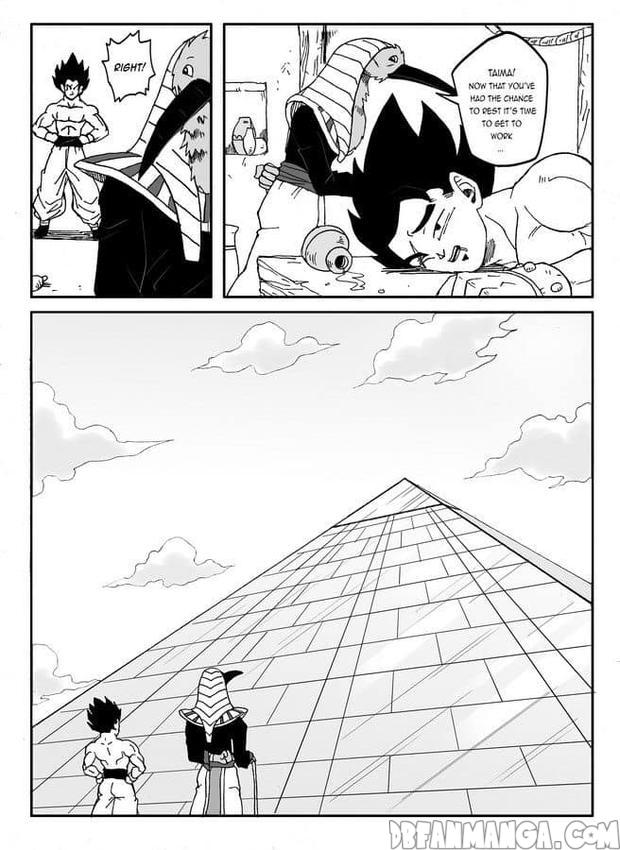 TAIMA!
NOW THAT YOU'VE
HAD THE CHANCE
TO REST IT'S TIME
TO GET TO
WORK
...
RIGHT!
DBFANMANGA.COM